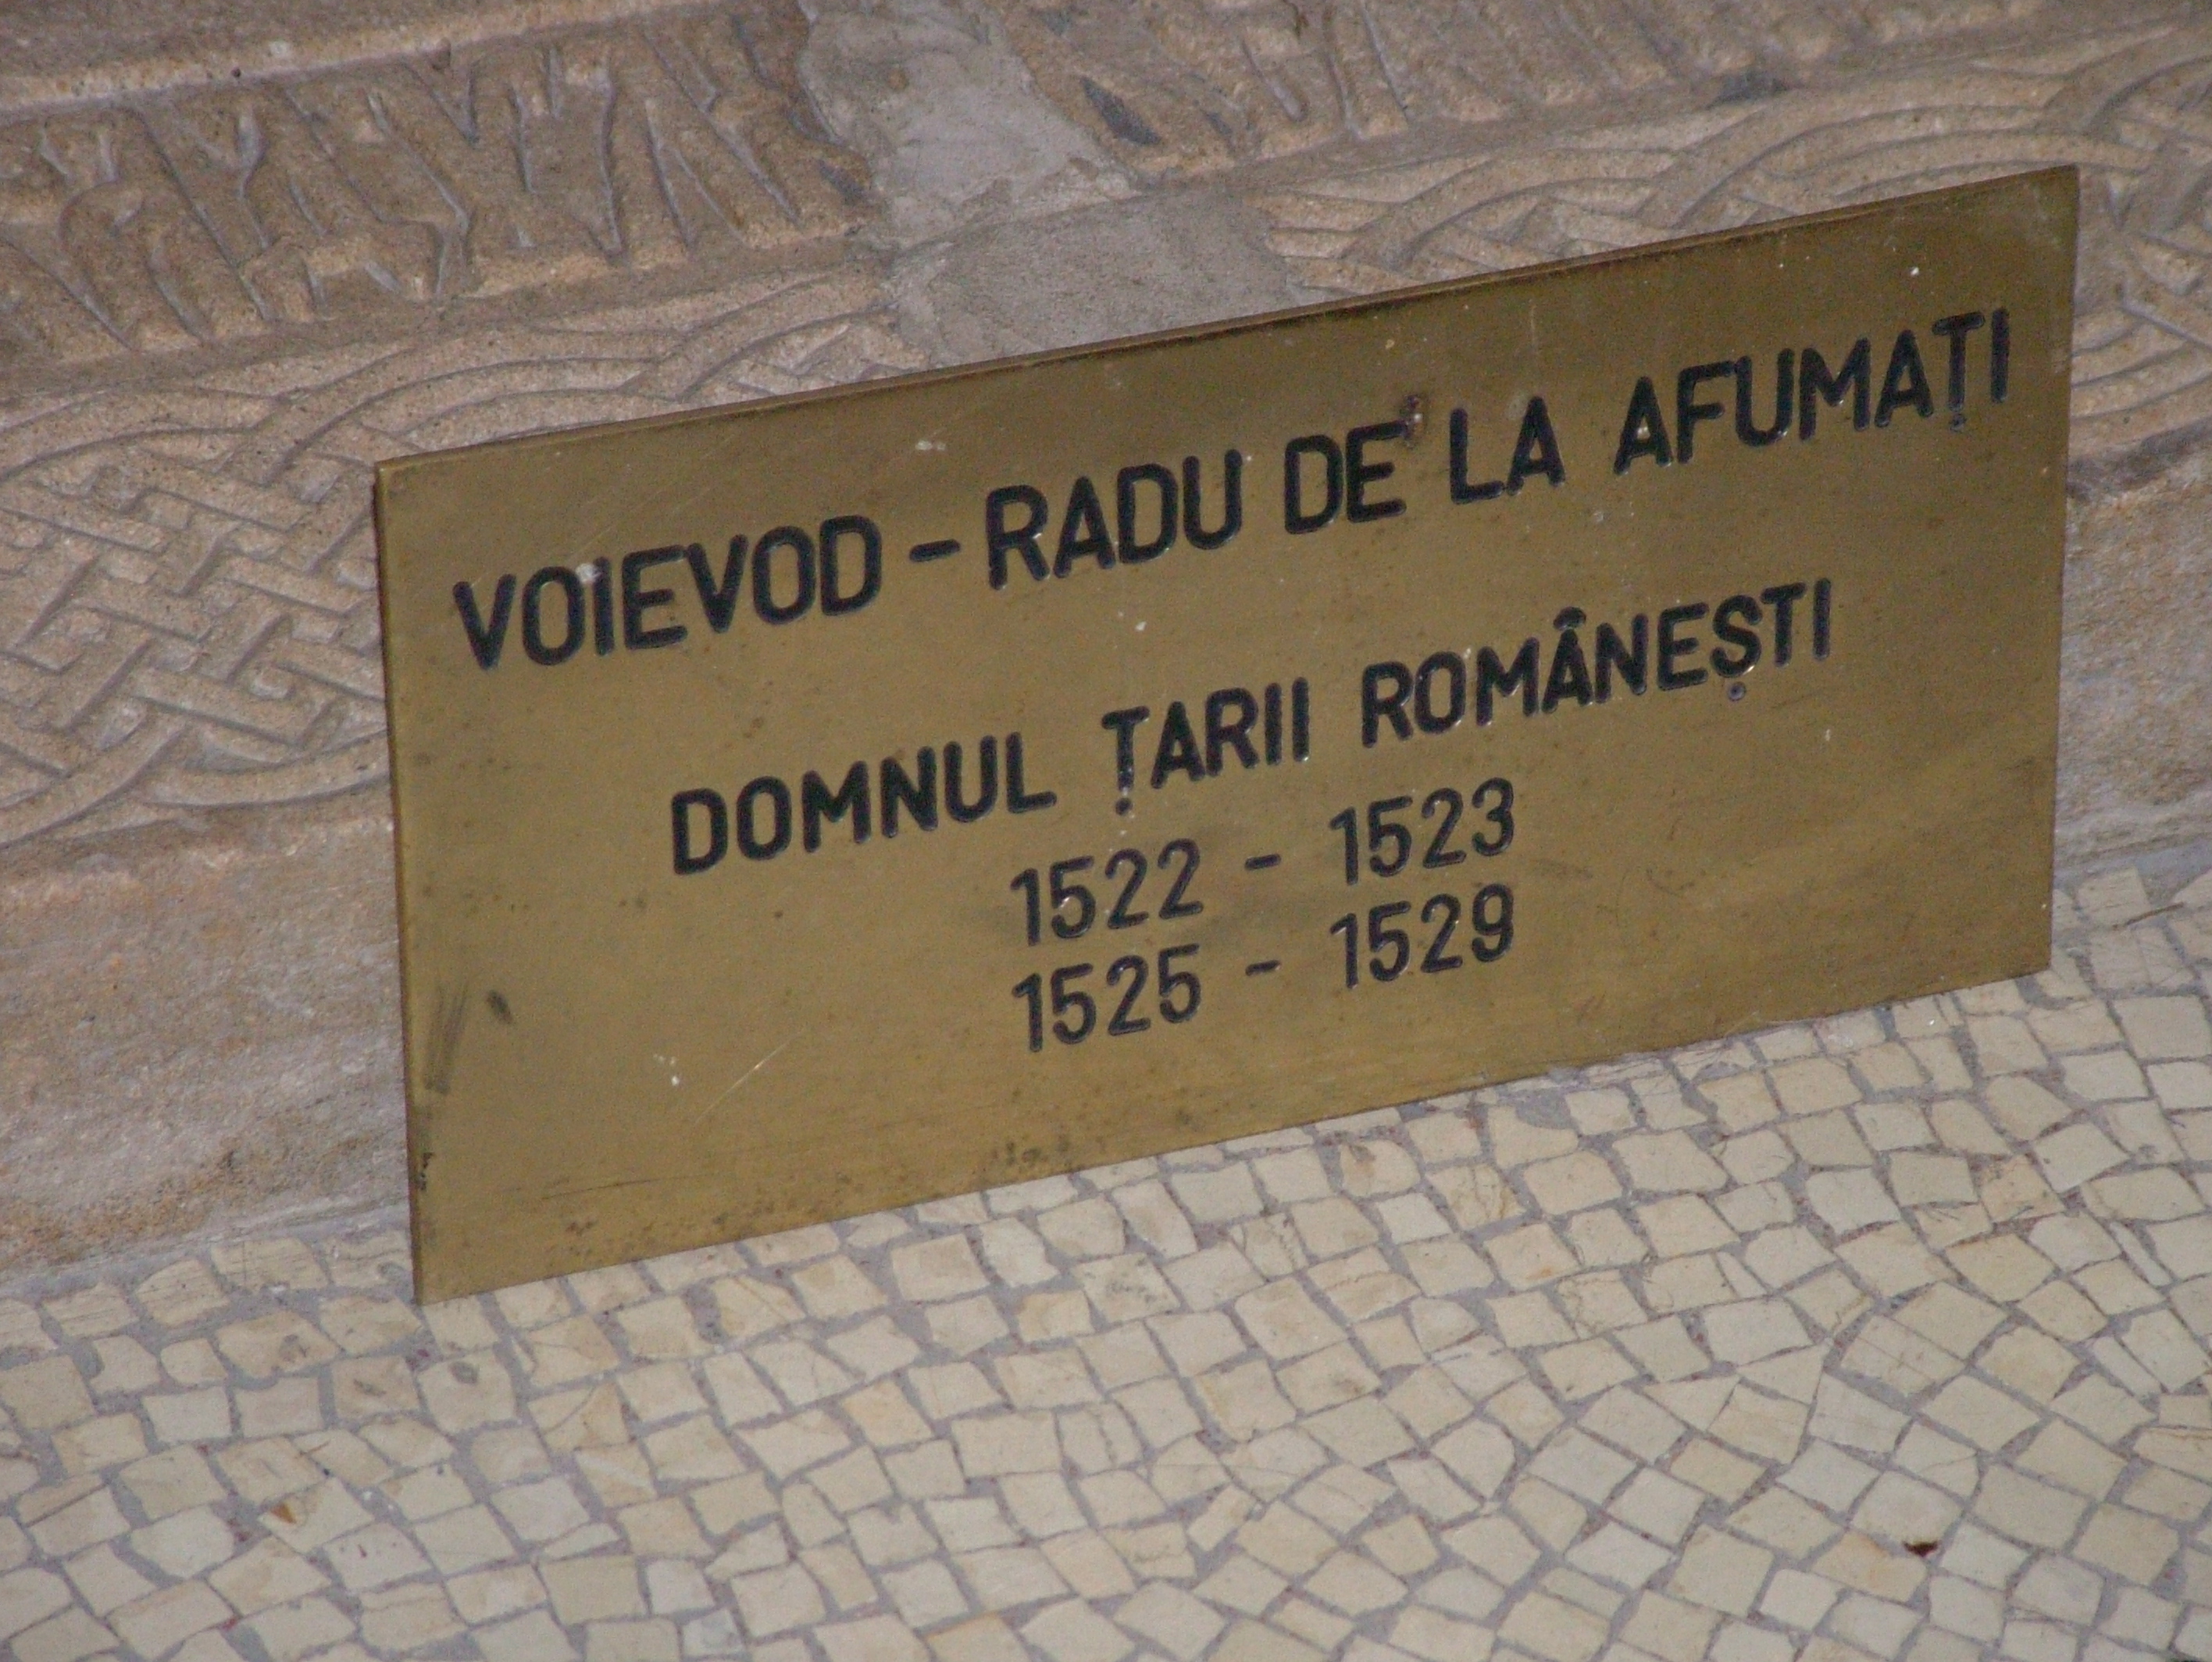 VOIEVOD - RADU DE LA AFUMAȚI
DOMNUL ȚARII ROMÂNEȘTI
1522 - 1523
1525 - 1529